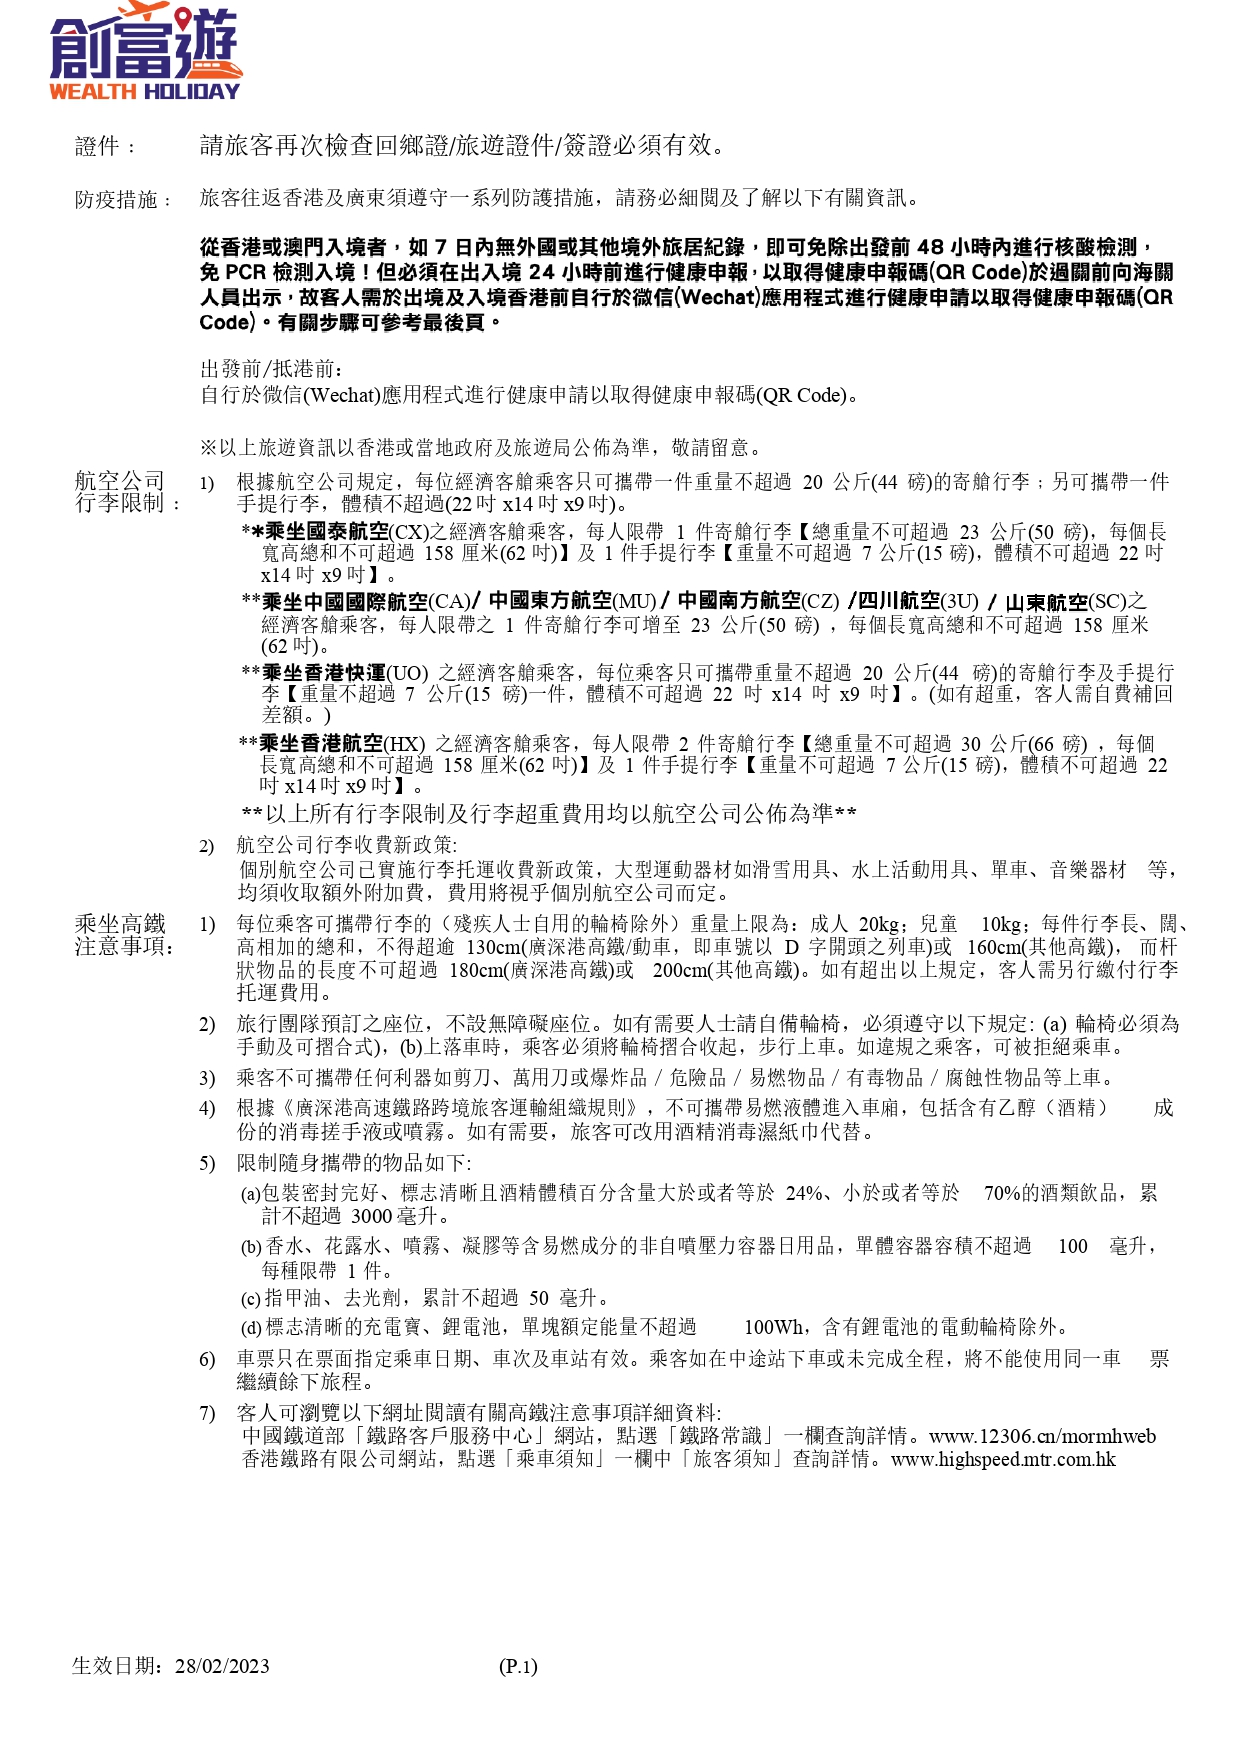 創富遊
WEALTH HOLIDAY
證件： 請旅客再次檢查回鄉證/旅遊證件/簽證必須有效。
防疫措施： 旅客往返香港及廣東須遵守一系列防護措施，請務必細閱及了解以下有關資訊。
從香港或澳門入境者，如 7 日內無外國或其他境外旅居紀錄，即可免除出發前 48 小時內進行核酸檢測，
免 PCR 檢測入境！但必須在出入境 24 小時前進行健康申報，以取得健康申報碼(QR Code)於過關前向海關
人員出示，故客人需於出境及入境香港前自行於微信(Wechat)應用程式進行健康申請以取得健康申報碼(QR
Code)。有關步驟可參考最後頁。
出發前/抵港前：
自行於微信(Wechat)應用程式進行健康申請以取得健康申報碼(QR Code)。
※以上旅遊資訊以香港或當地政府及旅遊局公佈為準，敬請留意。
航空公司 1) 根據航空公司規定，每位經濟客艙乘客只可攜帶一件重量不超過 20 公斤(44 磅)的寄艙行李；另可攜帶一件
行李限制： 手提行李，體積不超過(22吋 x14吋 x9吋)。
**乘坐國泰航空(CX)之經濟客艙乘客，每人限帶 1 件寄艙行李【總重量不可超過 23 公斤(50 磅)，每個長
寬高總和不可超過 158 厘米(62 吋)】及 1 件手提行李【重量不可超過 7 公斤(15 磅)，體積不可超過 22 吋
x14吋 x9吋】。
**乘坐中國國際航空(CA)/ 中國東方航空(MU)/ 中國南方航空(CZ) /四川航空(3U) / 山東航空(SC)之
經濟客艙乘客，每人限帶之 1 件寄艙行李可增至 23 公斤(50 磅) ，每個長寬高總和不可超過 158 厘米
(62 吋)。
**乘坐香港快運(UO) 之經濟客艙乘客，每位乘客只可攜帶重量不超過 20 公斤(44 磅)的寄艙行李及手提行
李【重量不超過 7 公斤(15 磅)一件，體積不可超過 22 吋 x14 吋 x9 吋】。(如有超重，客人需自費補回
差額。)
**乘坐香港航空(HX) 之經濟客艙乘客，每人限帶 2 件寄艙行李【總重量不可超過 30 公斤(66 磅) ，每個
長寬高總和不可超過 158 厘米(62 吋)】及 1 件手提行李【重量不可超過 7 公斤(15 磅)，體積不可超過 22
吋 x14吋 x9吋】。
**以上所有行李限制及行李超重費用均以航空公司公佈為準**
2) 航空公司行李收費新政策:
個別航空公司已實施行李托運收費新政策，大型運動器材如滑雪用具、水上活動用具、單車、音樂器材 等，
均須收取額外附加費，費用將視乎個別航空公司而定。
乘坐高鐵 1) 每位乘客可攜帶行李的（殘疾人士自用的輪椅除外）重量上限為：成人 20kg；兒童 10kg；每件行李長、闊、
注意事項： 高相加的總和，不得超逾 130cm(廣深港高鐵/動車，即車號以 D 字開頭之列車)或 160cm(其他高鐵)，而杆
狀物品的長度不可超過 180cm(廣深港高鐵)或 200cm(其他高鐵)。如有超出以上規定，客人需另行繳付行李
托運費用。
2) 旅行團隊預訂之座位，不設無障礙座位。如有需要人士請自備輪椅，必須遵守以下規定: (a) 輪椅必須為
手動及可摺合式)，(b)上落車時，乘客必須將輪椅摺合收起，步行上車。如違規之乘客，可被拒絕乘車。
3) 乘客不可攜帶任何利器如剪刀、萬用刀或爆炸品 / 危險品 / 易燃物品 / 有毒物品 / 腐蝕性物品等上車。
4) 根據《廣深港高速鐵路跨境旅客運輸組織規則》，不可攜帶易燃液體進入車廂，包括含有乙醇（酒精） 成
份的消毒搓手液或噴霧。如有需要，旅客可改用酒精消毒濕紙巾代替。
5) 限制隨身攜帶的物品如下:
(a)包裝密封完好、標志清晰且酒精體積百分含量大於或者等於 24%、小於或者等於 70%的酒類飲品，累
計不超過 3000 毫升。
(b) 香水、花露水、噴霧、凝膠等含易燃成分的非自噴壓力容器日用品，單體容器容積不超過 100 毫升，
每種限帶 1 件。
(c) 指甲油、去光劑，累計不超過 50 毫升。
(d) 標志清晰的充電寶、鋰電池，單塊額定能量不超過 100Wh，含有鋰電池的電動輪椅除外。
6) 車票只在票面指定乘車日期、車次及車站有效。乘客如在中途站下車或未完成全程，將不能使用同一車 票
繼續餘下旅程。
7) 客人可瀏覽以下網址閱讀有關高鐵注意事項詳細資料:
中國鐵道部「鐵路客戶服務中心」網站，點選「鐵路常識」一欄查詢詳情。www.12306.cn/mormhweb
香港鐵路有限公司網站，點選「乘車須知」一欄中「旅客須知」查詢詳情。www.highspeed.mtr.com.hk
生效日期：28/02/2023 (P.1)